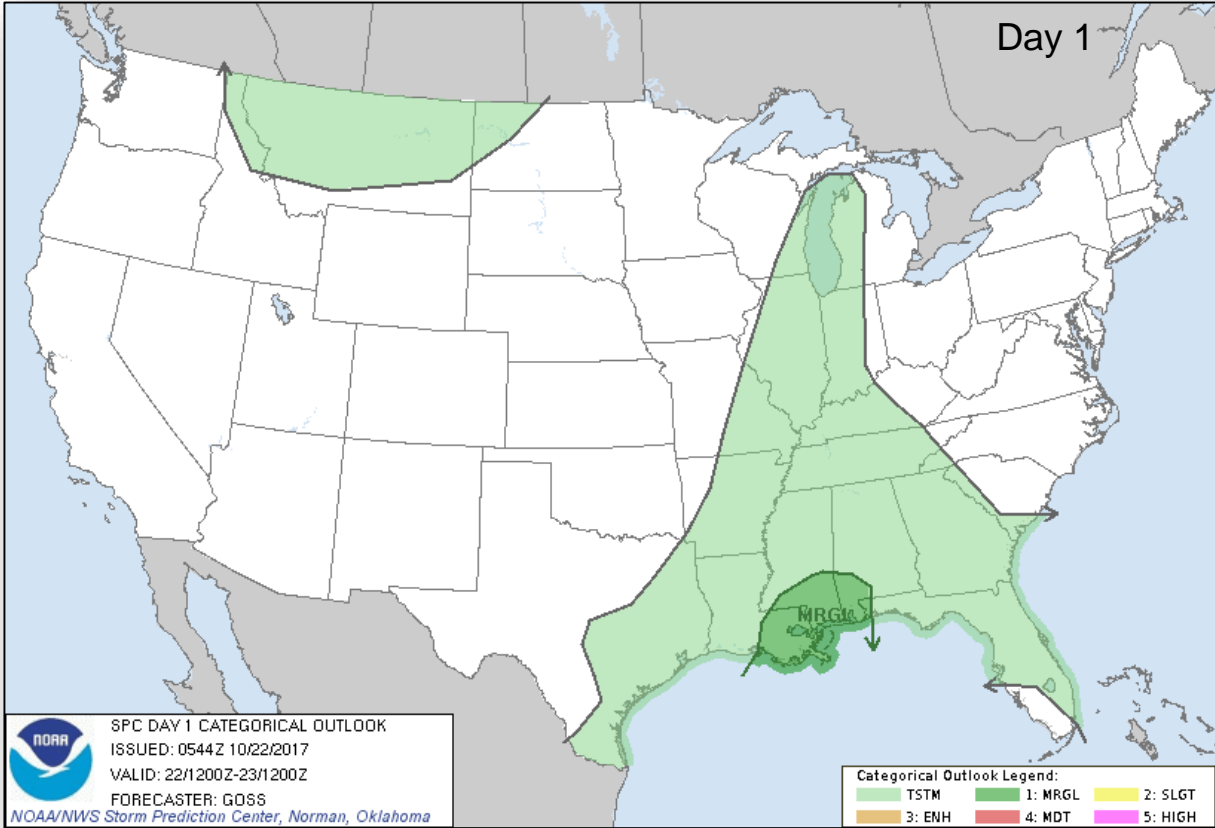 Day 1
MRGL
NOAA
SPC DAY 1 CATEGORICAL OUTLOOK
ISSUED: 0544Z 10/22/2017
VALID: 22/1200Z-23/1200Z
FORECASTER: GOSS
NOAA/NWS Storm Prediction Center, Norman, Oklahoma
Categorical Outlook Legend:
TSTM 1: MRGL 2: SLGT
3: ENH 4: MDT 5: HIGH